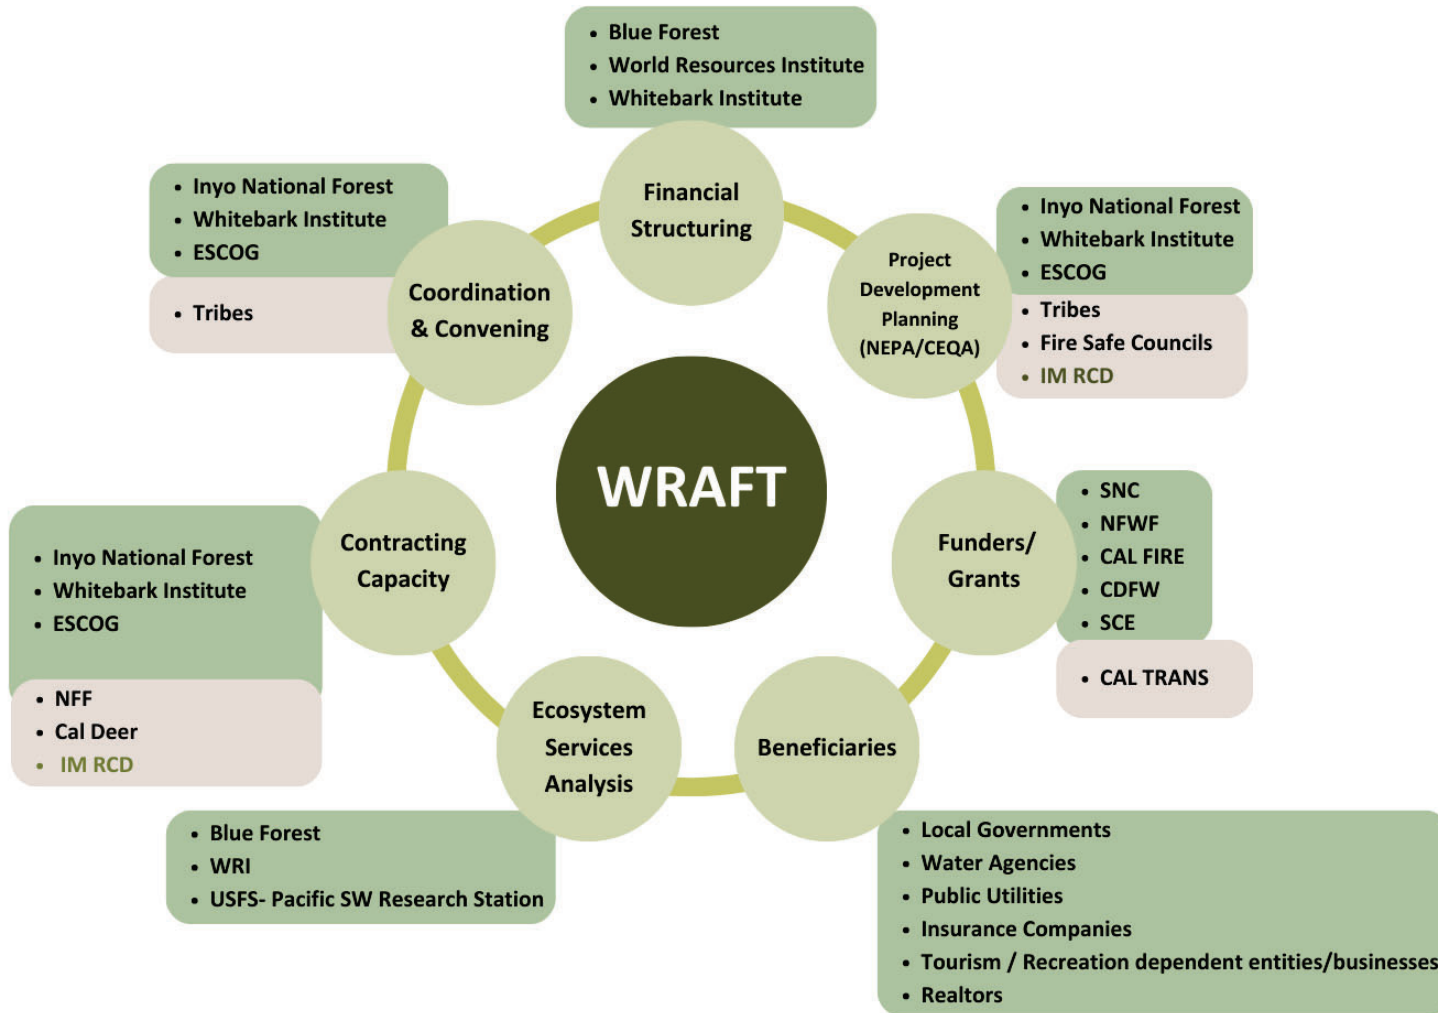 • Blue Forest
• World Resources Institute
• Whitebark Institute
Financial
Structuring
• Inyo National Forest
• Whitebark Institute
• ESCOG
• Tribes
• Fire Safe Councils
• IM RCD
Project
Development
Planning
(NEPA/CEQA)
• Inyo National Forest
• Whitebark Institute
• ESCOG
• Tribes
Coordination
& Convening
WRAFT
• SNC
• NFWF
• CAL FIRE
• CDFW
• SCE
• CAL TRANS
Funders/
Grants
• Inyo National Forest
• Whitebark Institute
• ESCOG
• NFF
• Cal Deer
• IM RCD
Contracting
Capacity
Ecosystem
Services
Analysis
• Blue Forest
• WRI
• USFS- Pacific SW Research Station
Beneficiaries
• Local Governments
• Water Agencies
• Public Utilities
• Insurance Companies
• Tourism / Recreation dependent entities/businesses
• Realtors